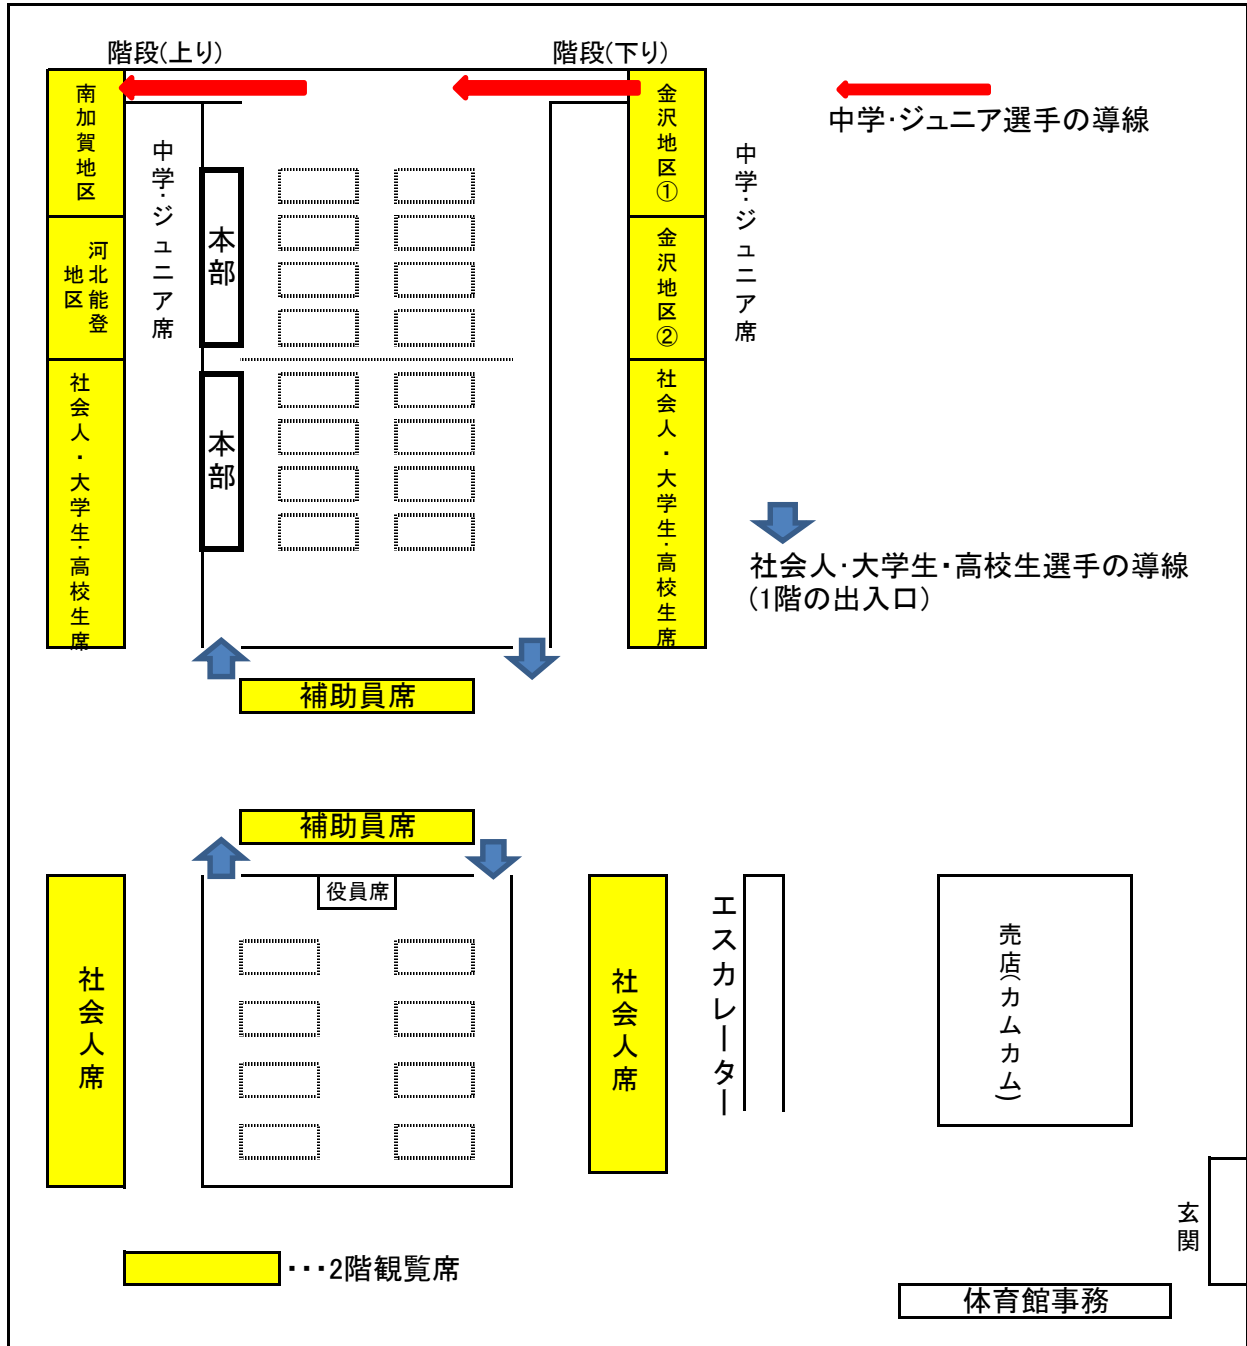 階段(上り)
階段(下り)
南加賀地区
中学・ジュニア席
本部
金沢地区①
中学・ジュニア席
中学・ジュニア選手の導線
河北能登
地区
金沢地区②
社会人・大学生・高校生席
本部
社会人・大学生・高校生席
社会人・大学生・高校生選手の導線
(1階の出入口)
補助員席
補助員席
役員席
社会人席
社会人席
エスカレーター
売店(カムカム)
玄関
・・・2階観覧席
体育館事務